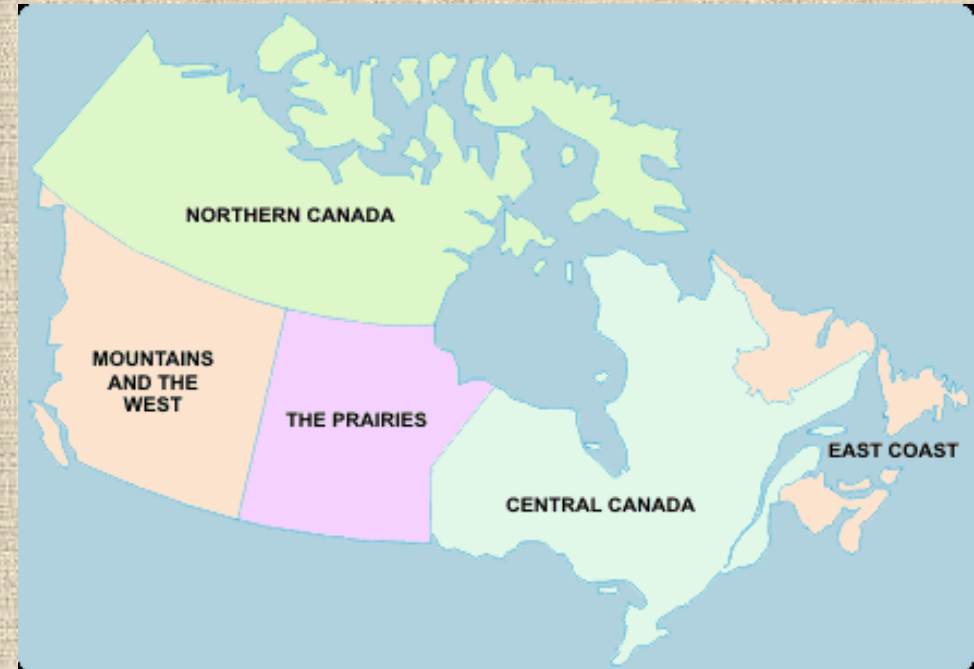 NORTHERN CANADA
MOUNTAINS
AND THE
WEST
THE PRAIRIES
EAST COAST
CENTRAL CANADA